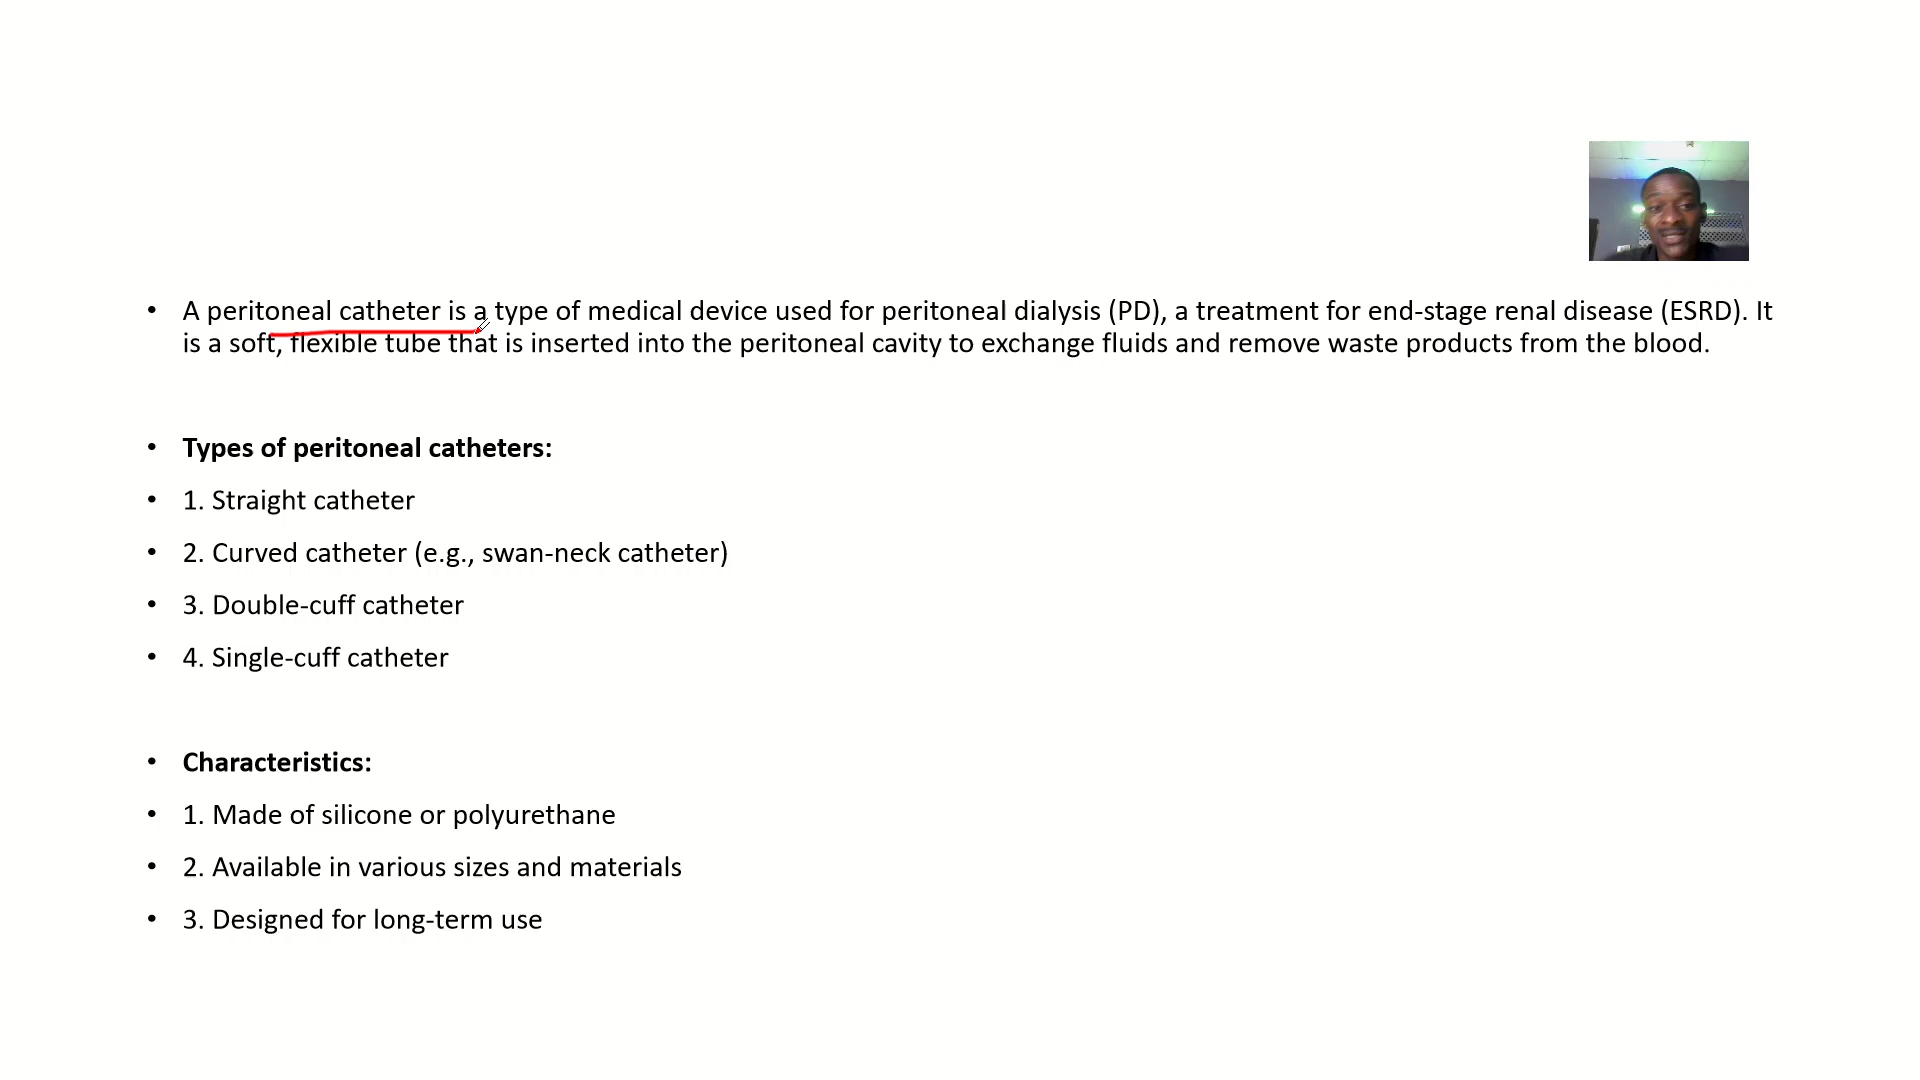 • A peritoneal catheter is a type of medical device used for peritoneal dialysis (PD), a treatment for end-stage renal disease (ESRD). It
is a soft, flexible tube that is inserted into the peritoneal cavity to exchange fluids and remove waste products from the blood.
• Types of peritoneal catheters:
• 1. Straight catheter
• 2. Curved catheter (e.g., swan-neck catheter)
• 3. Double-cuff catheter
• 4. Single-cuff catheter
• Characteristics:
• 1. Made of silicone or polyurethane
• 2. Available in various sizes and materials
• 3. Designed for long-term use